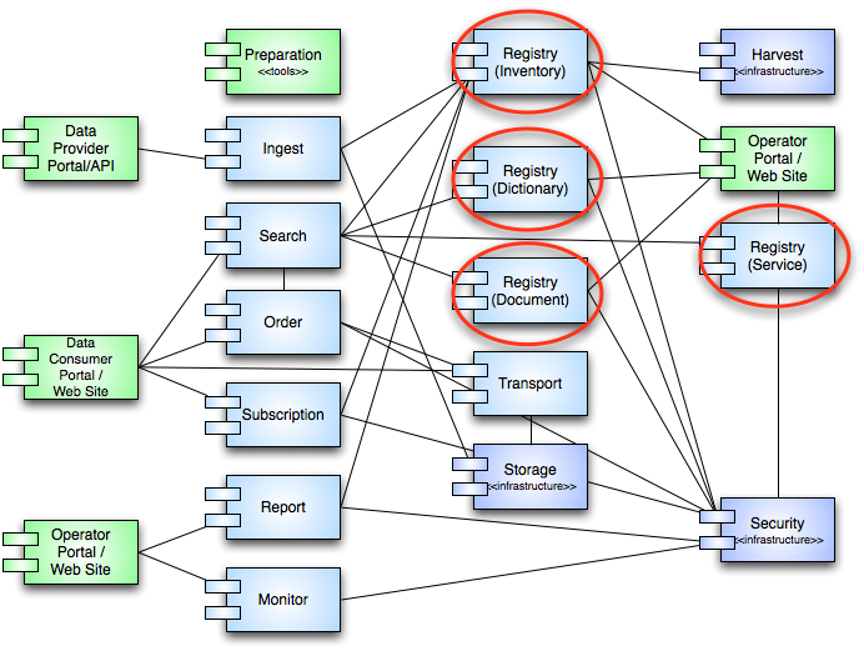 Preparation
<<tools>>
Registry
(Inventory)
Harvest
<<infrastructure>>
Data
Provider
Portal/API
Ingest
Registry
(Dictionary)
Operator
Portal /
Web Site
Search
Registry
(Service)
Registry
(Document)
Order
Data
Consumer
Portal /
Web Site
Transport
Subscription
Storage
<<infrastructure>>
Report
Security
<<infrastructure>>
Operator
Portal /
Web Site
Monitor